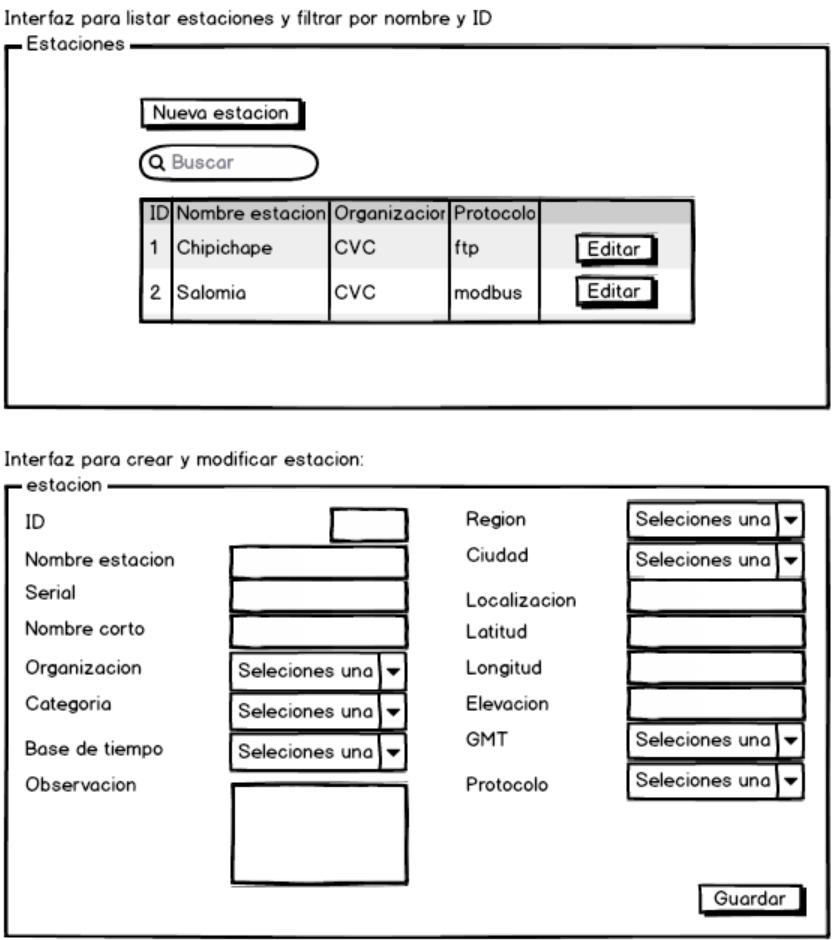 Interfaz para listar estaciones y filtrar por nombre y ID
Estaciones
Nueva estacion
Buscar
ID Nombre estacion Organizacion Protocolo
1 Chipichape CVC ftp Editar
2 Salomia CVC modbus Editar
Interfaz para crear y modificar estacion:
estacion
ID
Nombre estacion
Serial
Nombre corto
Organizacion Seleciones una
Categoria Seleciones una
Base de tiempo Seleciones una
Observacion
Region Seleciones una
Ciudad Seleciones una
Localizacion
Latitud
Longitud
Elevacion
GMT Seleciones una
Protocolo Seleciones una
Guardar